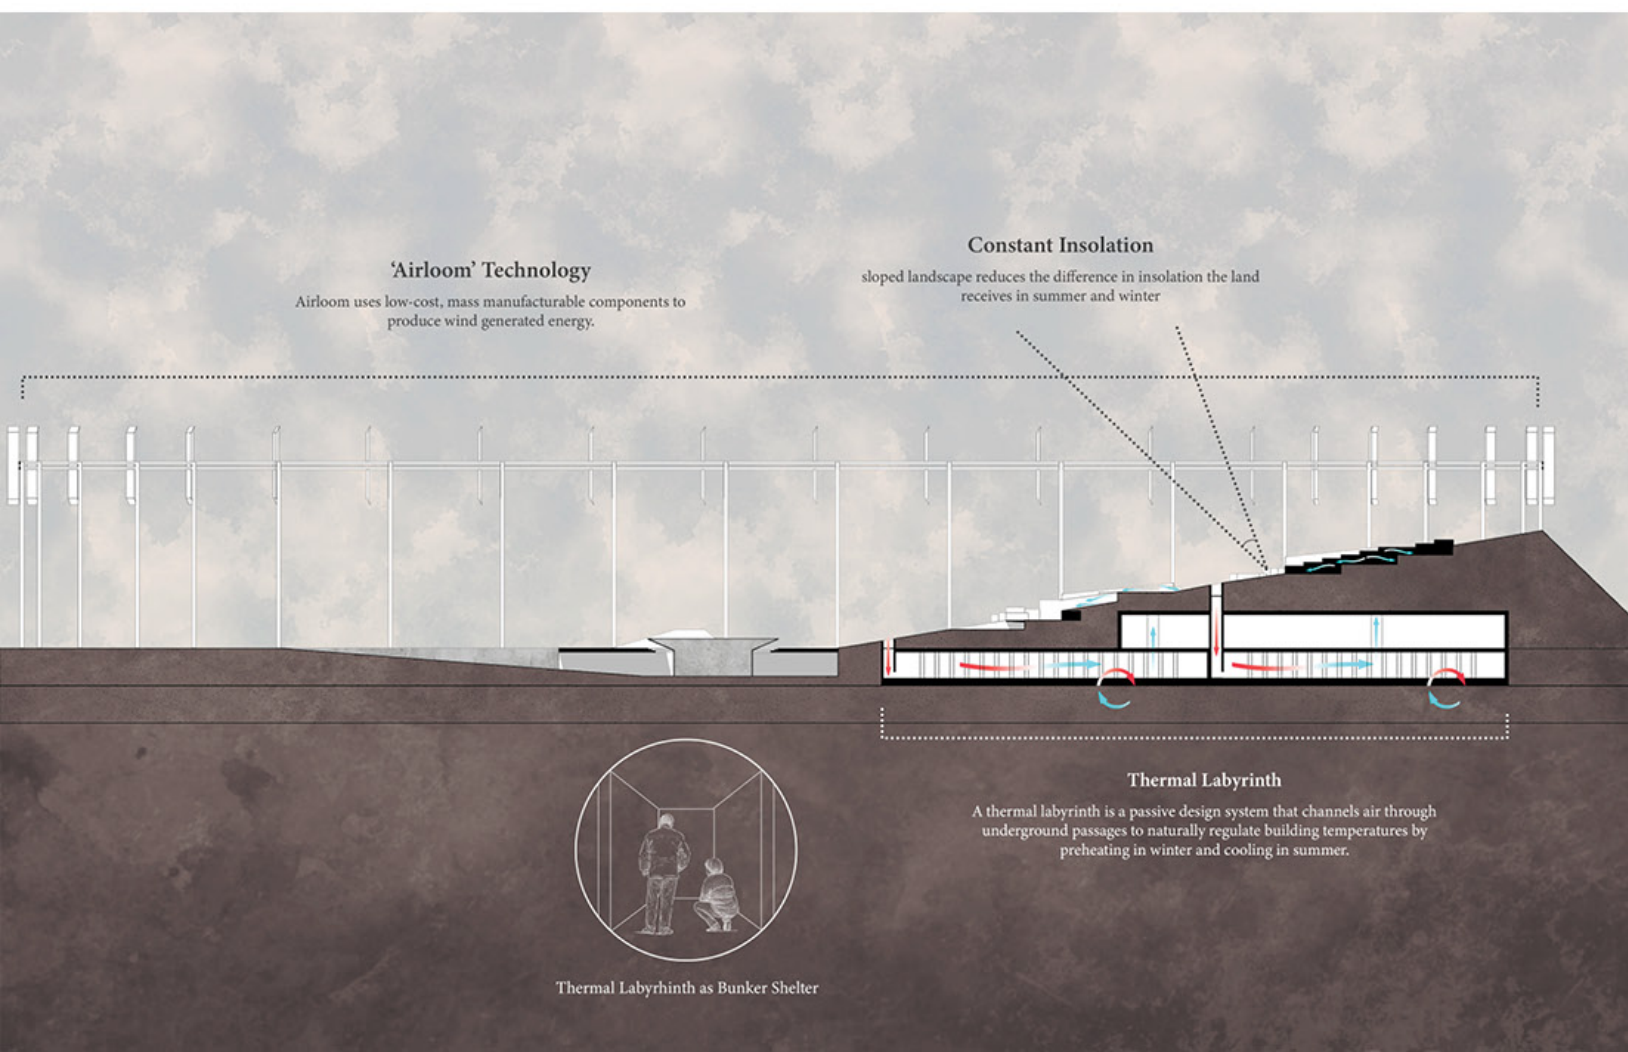 ‘Airloom’ Technology
Airloom uses low-cost, mass manufacturable components to
produce wind generated energy.
Constant Insolation
sloped landscape reduces the difference in insolation the land
receives in summer and winter
Thermal Labyrinth
A thermal labyrinth is a passive design system that channels air through
underground passages to naturally regulate building temperatures by
preheating in winter and cooling in summer.
Thermal Labyrhinth as Bunker Shelter